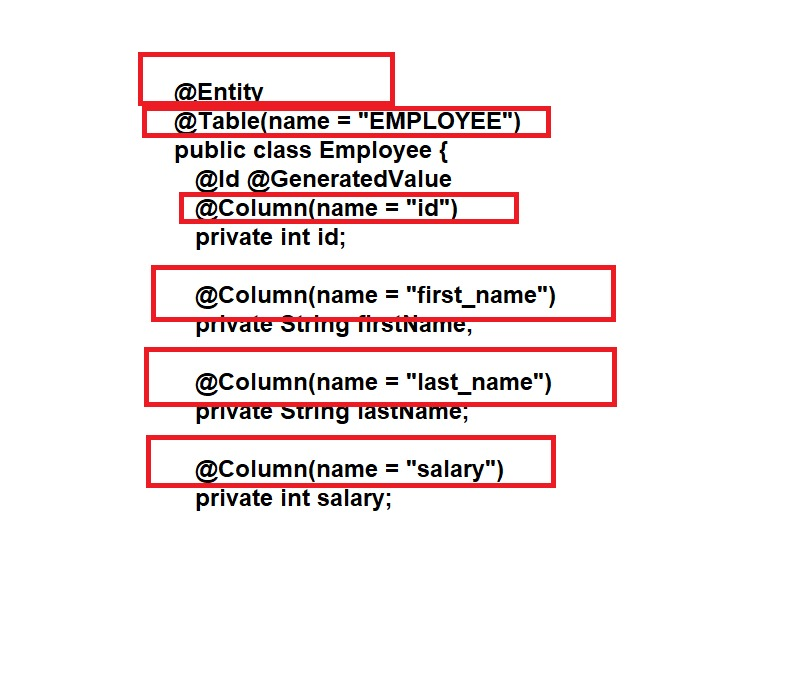 @Entity
@Table(name = "EMPLOYEE")
public class Employee {
@Id @GeneratedValue
@Column(name = "id")
private int id;
@Column(name = "first_name")
private String firstName;
@Column(name = "last_name")
private String lastName;
@Column(name = "salary")
private int salary;